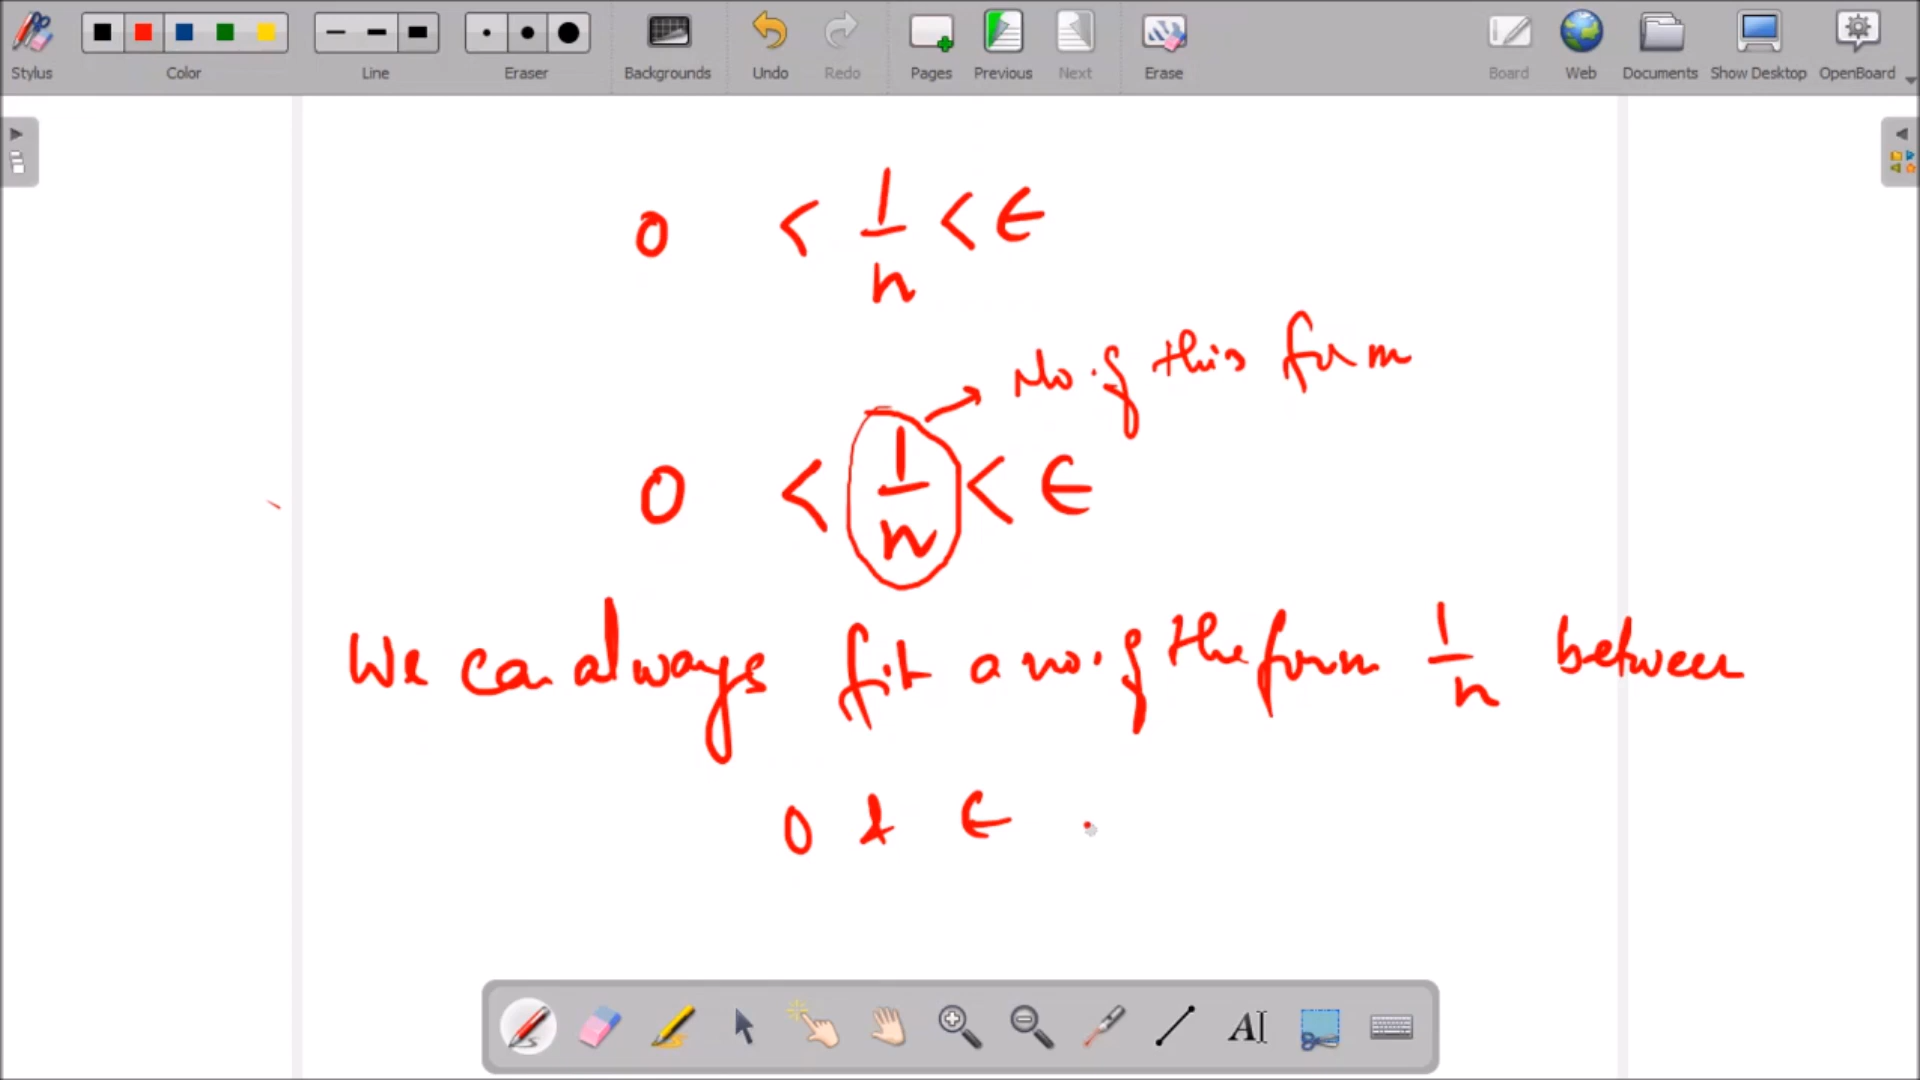 Stylus Color Line Eraser Backgrounds Undo Redo Pages Previous Next Erase Board Web Documents Show Desktop OpenBoard
0 < 1/n < ϵ
No. of this form
0 < 1/n < ϵ
We can always fit a no. of the form 1/n between
0 & ϵ .
AI